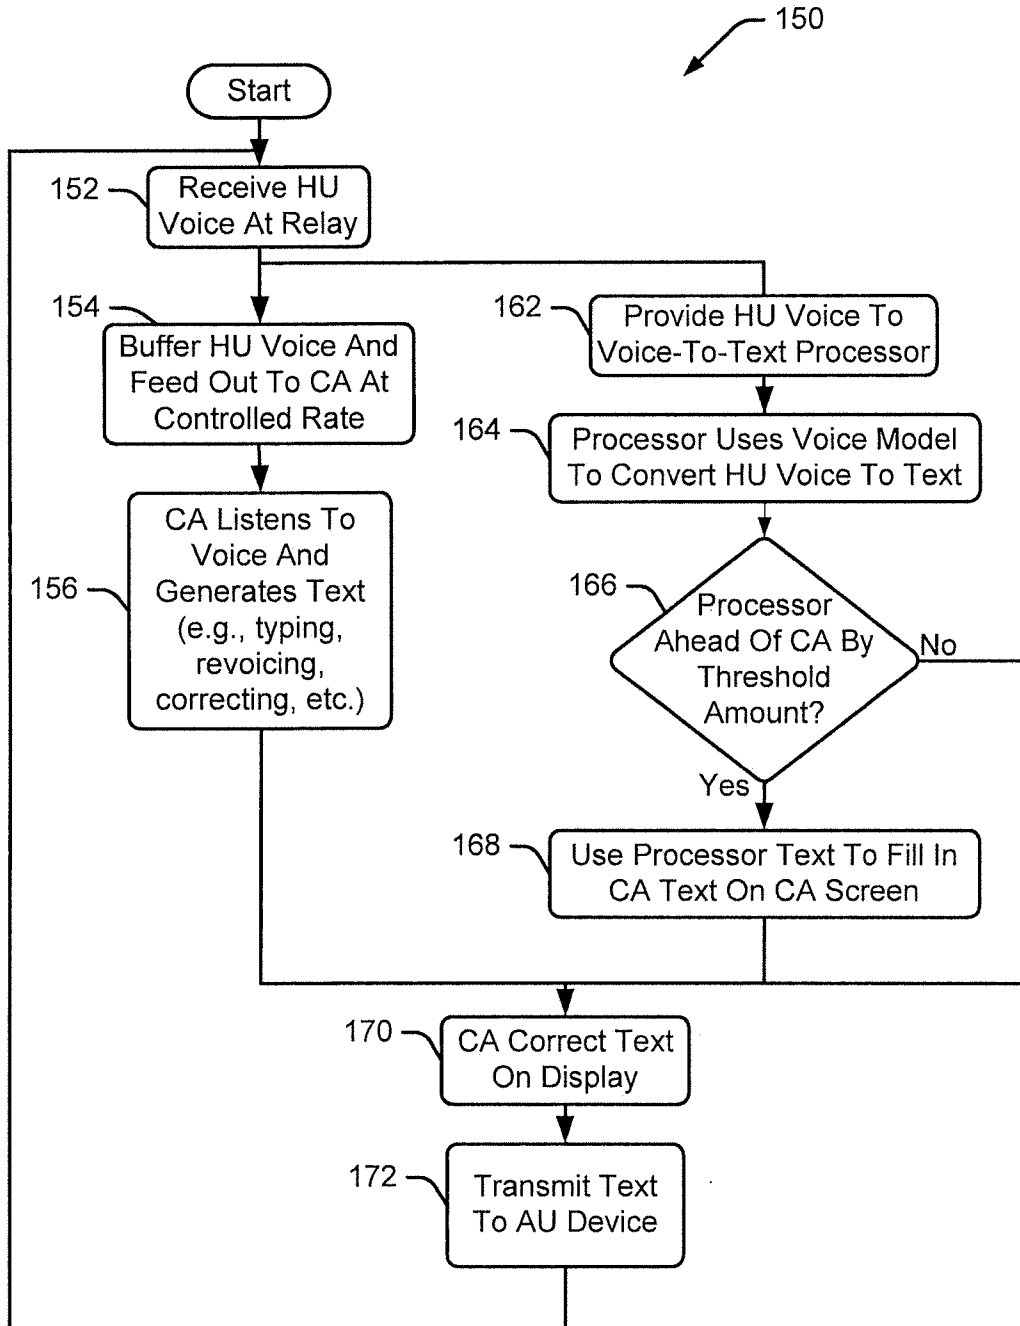 150
Start
152
Receive HU
Voice At Relay
154
Buffer HU Voice And
Feed Out To CA At
Controlled Rate
162
Provide HU Voice To
Voice-To-Text Processor
164
Processor Uses Voice Model
To Convert HU Voice To Text
156
CA Listens To
Voice And
Generates Text
(e.g., typing,
revoicing,
correcting, etc.)
166
Processor
Ahead Of CA By
Threshold
Amount?
No
Yes
168
Use Processor Text To Fill In
CA Text On CA Screen
170
CA Correct Text
On Display
172
Transmit Text
To AU Device